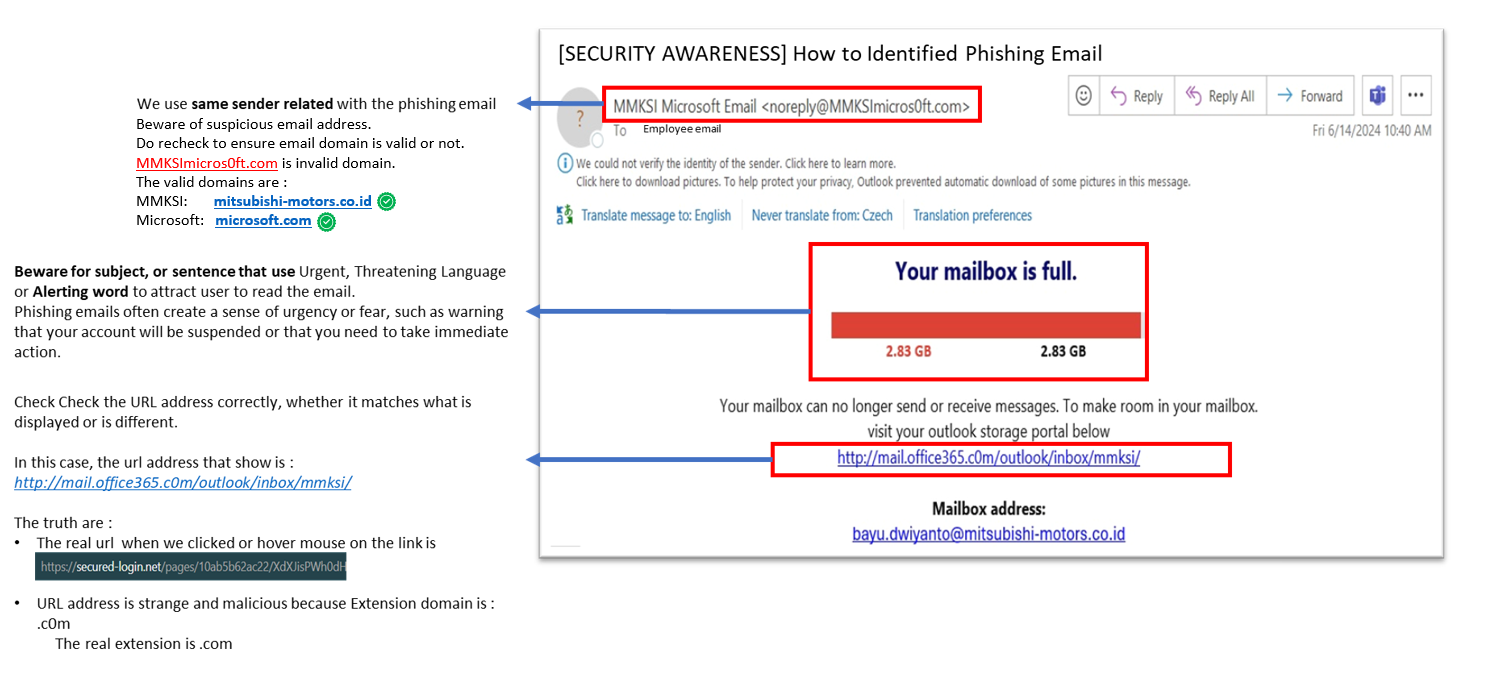 [SECURITY AWARENESS] How to Identified Phishing Email
We use same sender related with the phishing email
Beware of suspicious email address.
Do recheck to ensure email domain is valid or not.
MMKSImicros0ft.com is invalid domain.
The valid domains are :
MMKSI: mitsubishi-motors.co.id
Microsoft: microsoft.com
Beware for subject, or sentence that use Urgent, Threatening Language
or Alerting word to attract user to read the email.
Phishing emails often create a sense of urgency or fear, such as warning
that your account will be suspended or that you need to take immediate
action.
Check Check the URL address correctly, whether it matches what is
displayed or is different.
In this case, the url address that show is :
http://mail.office365.c0m/outlook/inbox/mmksi/
The truth are :
• The real url when we clicked or hover mouse on the link is
https://secured-login.net/pages/10ab5b62ac22/XdXJisPWh0dH
• URL address is strange and malicious because Extension domain is :
.c0m
The real extension is .com
?
MMKSI Microsoft Email <noreply@MMKSImicros0ft.com>
To Employee email
Reply
Reply All
Forward
Fri 6/14/2024 10:40 AM
We could not verify the identity of the sender. Click here to learn more.
Click here to download pictures. To help protect your privacy, Outlook prevented automatic download of some pictures in this message.
Translate message to: English
Never translate from: Czech
Translation preferences
Your mailbox is full.
2.83 GB 2.83 GB
Your mailbox can no longer send or receive messages. To make room in your mailbox.
visit your outlook storage portal below
http://mail.office365.c0m/outlook/inbox/mmksi/
Mailbox address:
bayu.dwiyanto@mitsubishi-motors.co.id